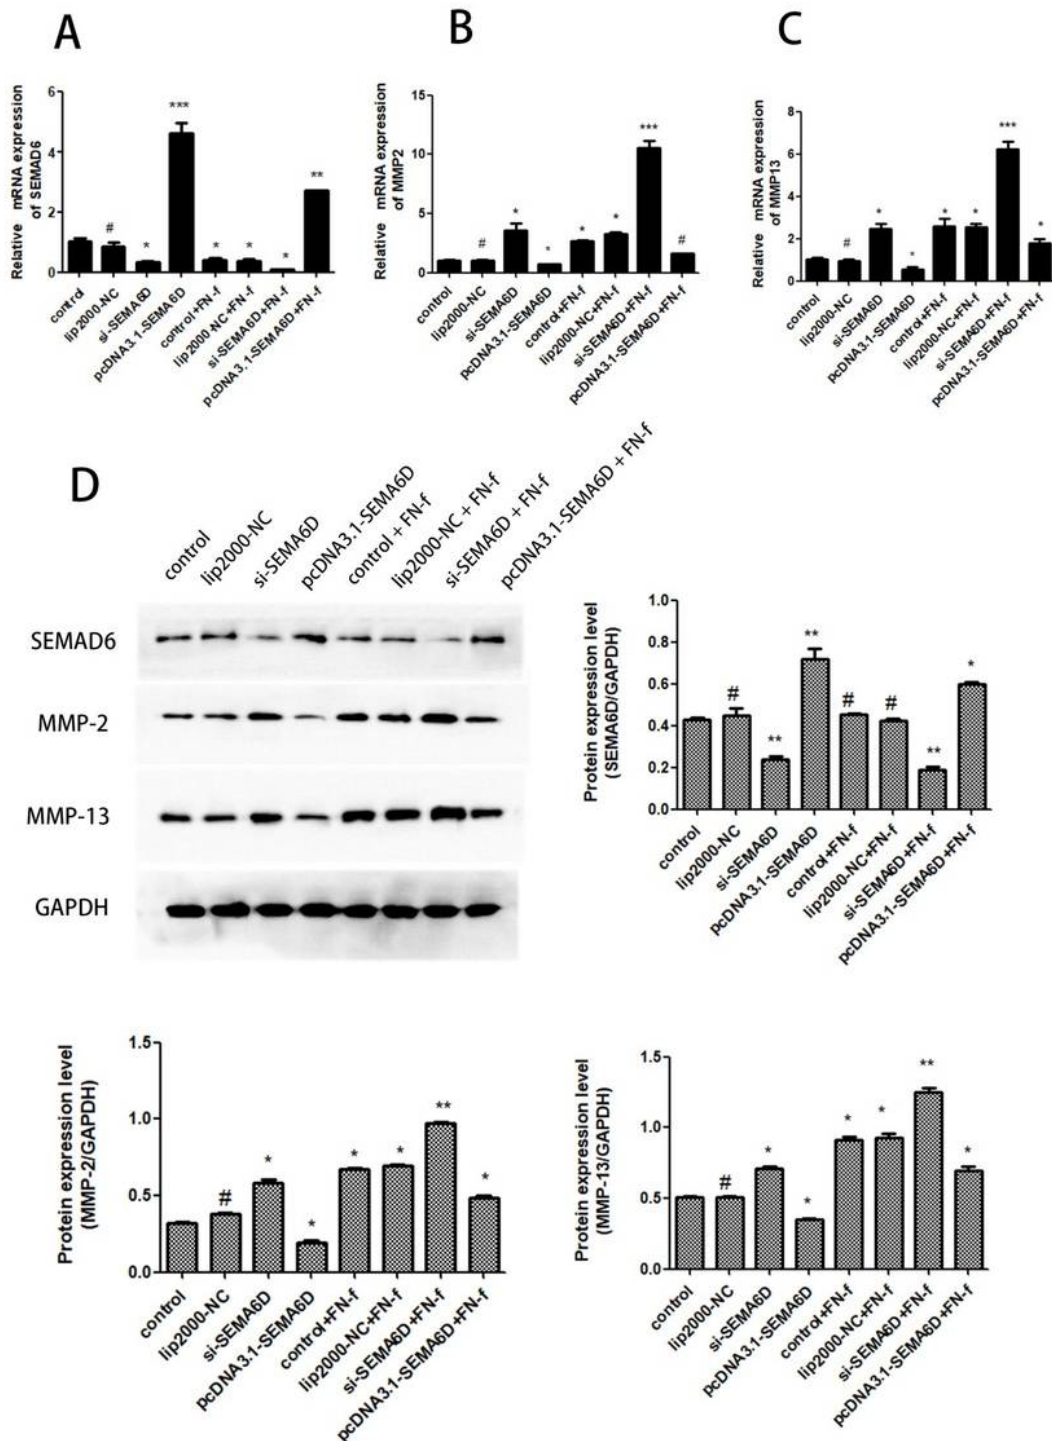 A
Relative mRNA expression
of SEMAD6
6
4
2
0
#
*
***
*
*
*
**
control
lip2000-NC
si-SEMA6D
pcDNA3.1-SEMA6D
control+FN-f
lip2000-NC+FN-f
si-SEMA6D+FN-f
pcDNA3.1-SEMA6D+FN-f
B
Relative mRNA expression
of MMP2
15
10
5
0
#
*
*
*
*
***
#
control
lip2000-NC
si-SEMA6D
pcDNA3.1-SEMA6D
control+FN-f
lip2000-NC+FN-f
si-SEMA6D+FN-f
pcDNA3.1-SEMA6D+FN-f
C
Relative mRNA expression
of MMP13
8
6
4
2
0
#
*
*
*
*
***
*
control
lip2000-NC
si-SEMA6D
pcDNA3.1-SEMA6D
control+FN-f
lip2000-NC+FN-f
si-SEMA6D+FN-f
pcDNA3.1-SEMA6D+FN-f
D
control
lip2000-NC
si-SEMA6D
pcDNA3.1-SEMA6D
control + FN-f
lip2000-NC + FN-f
si-SEMA6D + FN-f
pcDNA3.1-SEMA6D + FN-f
SEMAD6
MMP-2
MMP-13
GAPDH
Protein expression level
(SEMA6D/GAPDH)
1.0
0.8
0.6
0.4
0.2
0.0
#
**
**
#
#
**
*
control
lip2000-NC
si-SEMA6D
pcDNA3.1-SEMA6D
control+FN-f
lip2000-NC+FN-f
si-SEMA6D+FN-f
pcDNA3.1-SEMA6D+FN-f
Protein expression level
(MMP-2/GAPDH)
1.5
1.0
0.5
0.0
#
*
*
*
*
**
*
control
lip2000-NC
si-SEMA6D
pcDNA3.1-SEMA6D
control+FN-f
lip2000-NC+FN-f
si-SEMA6D+FN-f
pcDNA3.1-SEMA6D+FN-f
Protein expression level
(MMP-13/GAPDH)
1.5
1.0
0.5
0.0
#
*
*
*
*
**
*
control
lip2000-NC
si-SEMA6D
pcDNA3.1-SEMA6D
control+FN-f
lip2000-NC+FN-f
si-SEMA6D+FN-f
pcDNA3.1-SEMA6D+FN-f